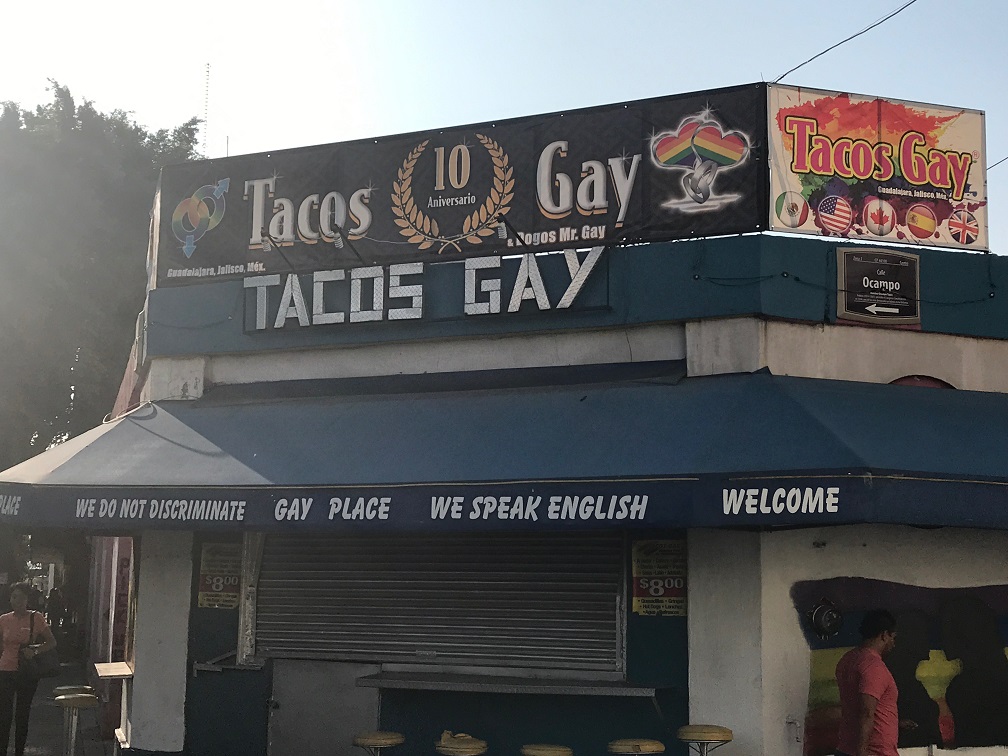 Tacos
10
Aniversario
Gay
& Dogos Mr. Gay
Guadalajara, Jalisco, Méx.
Tacos Gay
Guadalajara, Jalisco, Méx.
TACOS GAY
Calle
Ocampo
PLACE
WE DO NOT DISCRIMINATE
GAY PLACE
WE SPEAK ENGLISH
WELCOME
$8.00
$8.00